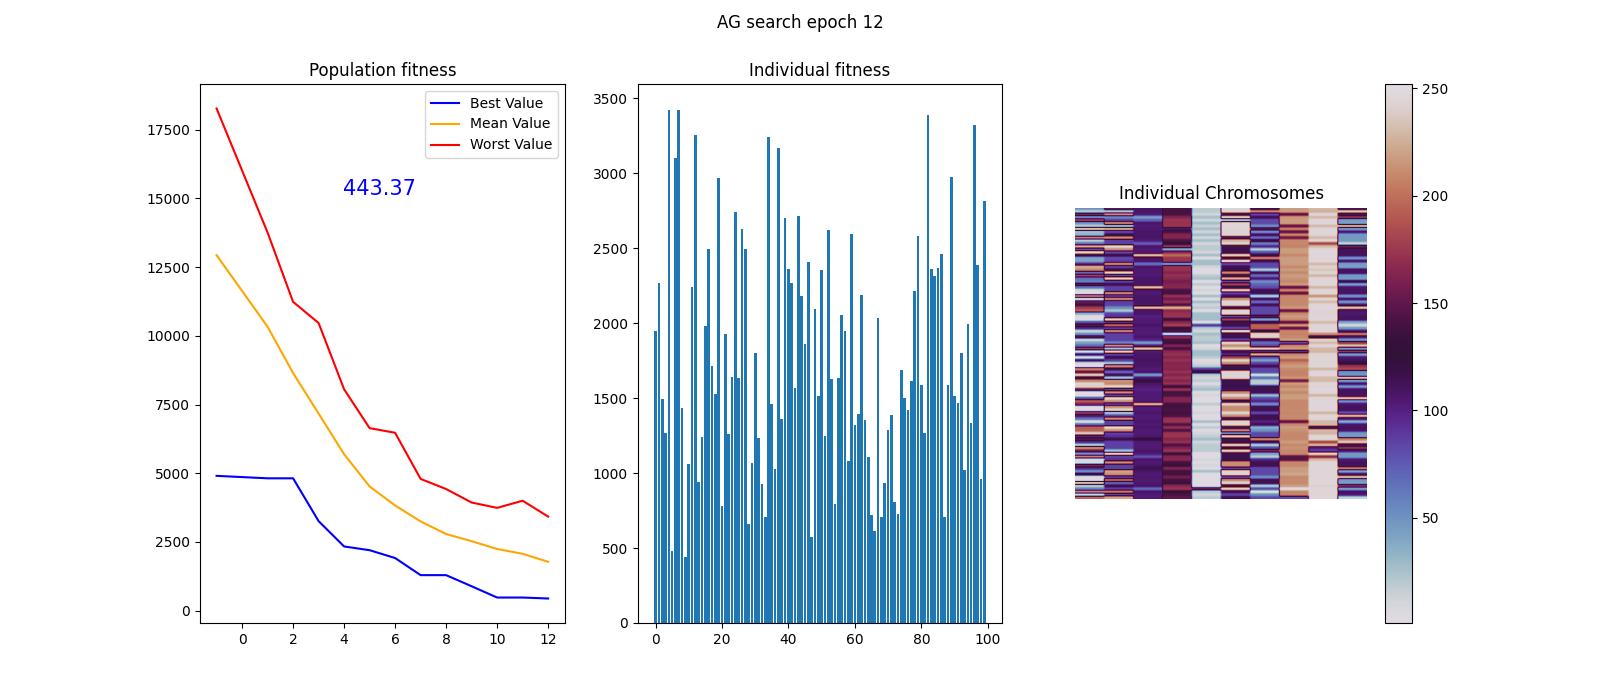 AG search epoch 12
Population fitness
17500
15000
12500
10000
7500
5000
2500
0
0 2 4 6 8 10 12
Best Value
Mean Value
Worst Value
443.37
Individual fitness
3500
3000
2500
2000
1500
1000
500
0
0 20 40 60 80 100
Individual Chromosomes
250
200
150
100
50